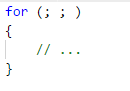 for (; ; )
{
    // ...
}